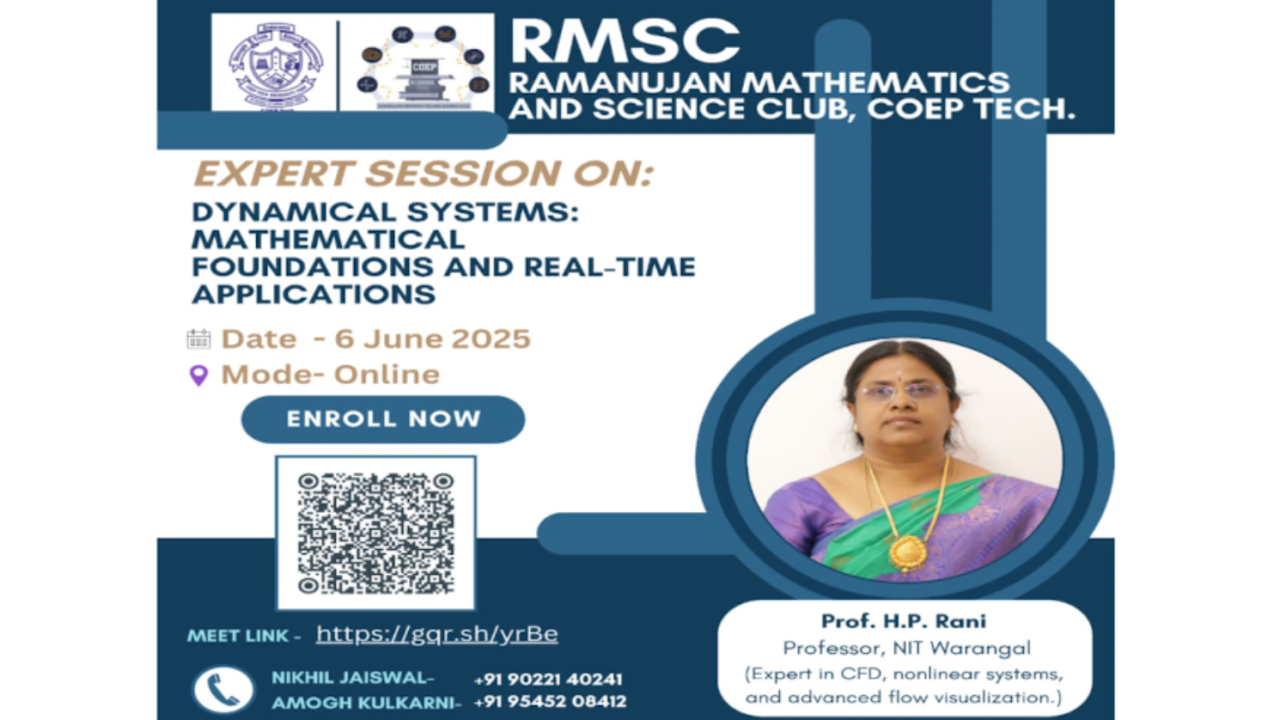 RMSC
RAMANUJAN MATHEMATICS
AND SCIENCE CLUB, COEP TECH.
COEP
EXPERT SESSION ON:
DYNAMICAL SYSTEMS:
MATHEMATICAL
FOUNDATIONS AND REAL-TIME
APPLICATIONS
Date - 6 June 2025
Mode- Online
ENROLL NOW
MEET LINK - https://gqr.sh/yrBe
NIKHIL JAISWAL- +91 90221 40241
AMOGH KULKARNI- +91 95452 08412
Prof. H.P. Rani
Professor, NIT Warangal
(Expert in CFD, nonlinear systems,
and advanced flow visualization.)